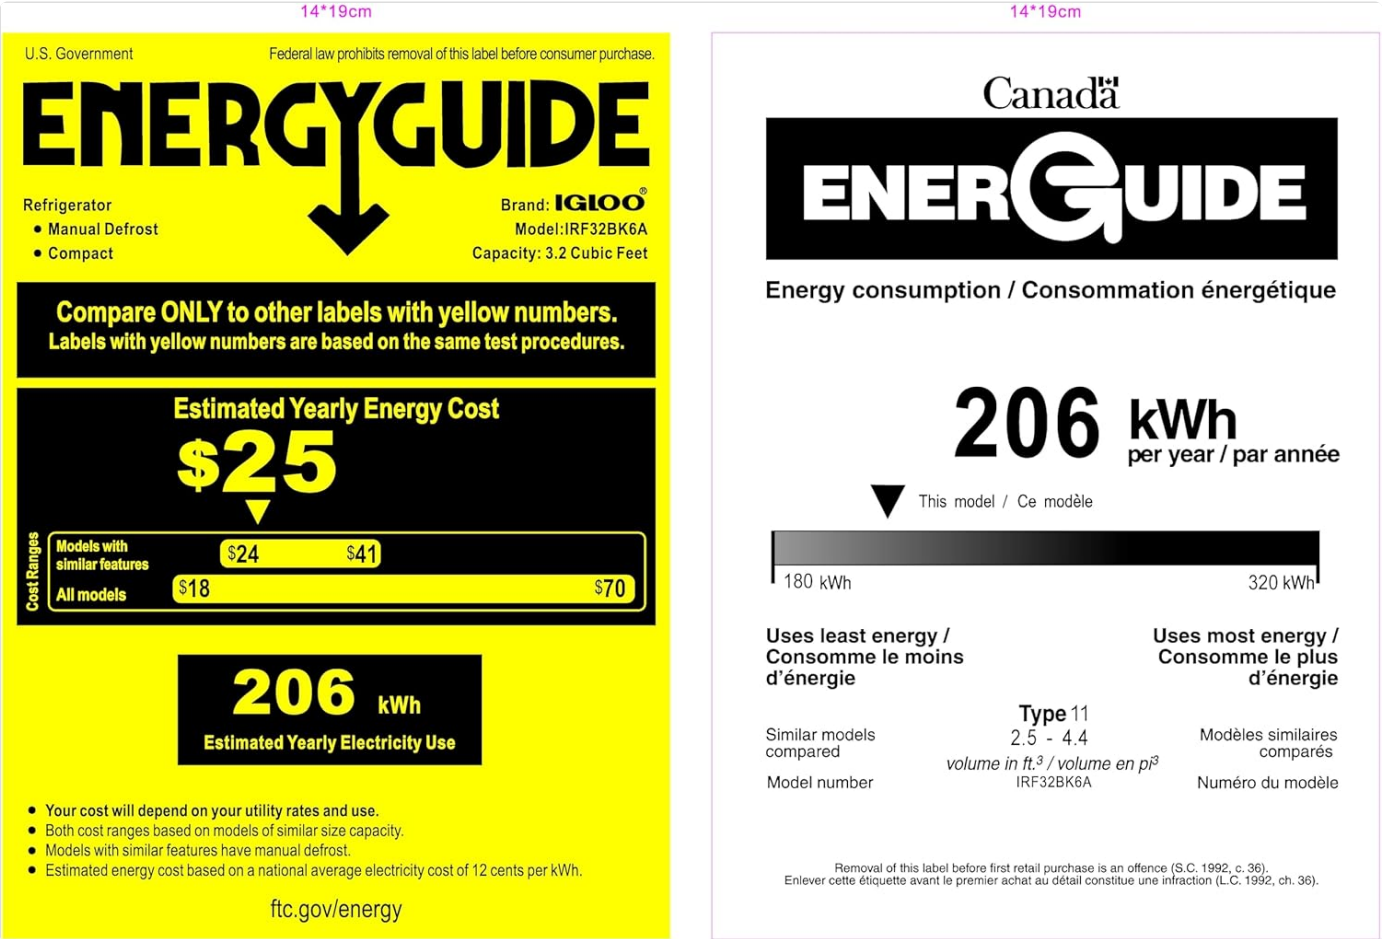 14*19cm
U.S. Government
Federal law prohibits removal of this label before consumer purchase.
ENERGYGUIDE
Refrigerator
• Manual Defrost
• Compact
Brand: IGLOO®
Model:IRF32BK6A
Capacity: 3.2 Cubic Feet
Compare ONLY to other labels with yellow numbers.
Labels with yellow numbers are based on the same test procedures.
Estimated Yearly Energy Cost
$25
Cost Ranges
Models with
similar features
$24
$41
All models
$18
$70
206 kWh
Estimated Yearly Electricity Use
• Your cost will depend on your utility rates and use.
• Both cost ranges based on models of similar size capacity.
• Models with similar features have manual defrost.
• Estimated energy cost based on a national average electricity cost of 12 cents per kWh.
ftc.gov/energy
14*19cm
Canada
ENERGUIDE
Energy consumption / Consommation énergétique
206 kWh
per year / par année
This model / Ce modèle
180 kWh
320 kWh
Uses least energy /
Consomme le moins
d'énergie
Uses most energy /
Consomme le plus
d'énergie
Similar models
compared
Type 11
2.5 - 4.4
volume in ft.³ / volume en pi³
Modèles similaires
comparés
Model number
IRF32BK6A
Numéro du modèle
Removal of this label before first retail purchase is an offence (S.C. 1992, c. 36).
Enlever cette étiquette avant le premier achat au détail constitue une infraction (L.C. 1992, ch. 36).